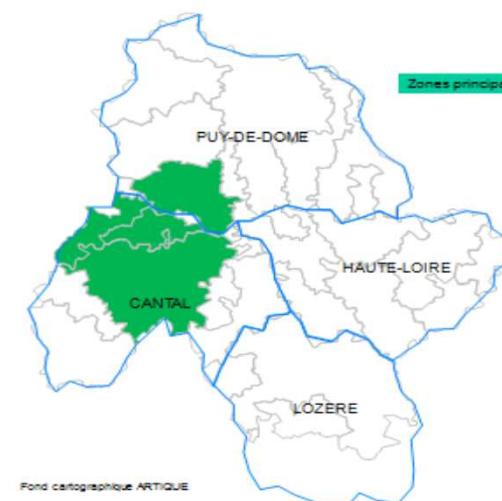 Zones principa
PUY-DE-DOME
HAUTE-LOIRE
CANTAL
LOZERE
Fond cartographique ARTIQUE